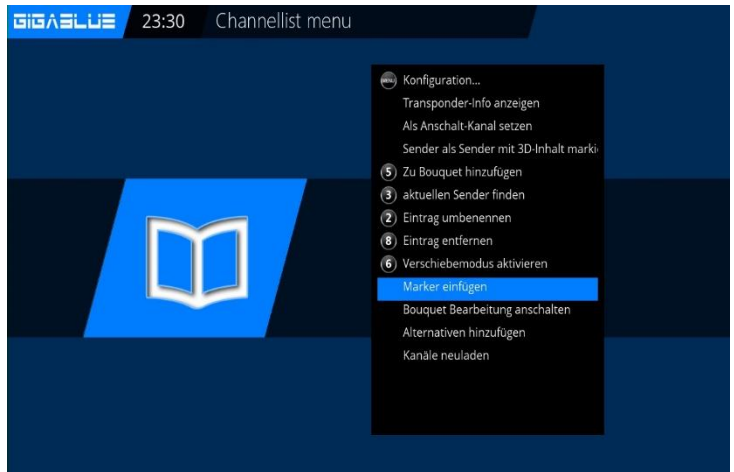 GIGABLUE 23:30 Channellist menu
MENU Konfiguration...
Transponder-Info anzeigen
Als Anschalt-Kanal setzen
Sender als Sender mit 3D-Inhalt marki
5 Zu Bouquet hinzufügen
3 aktuellen Sender finden
2 Eintrag umbenennen
8 Eintrag entfernen
6 Verschiebemodus aktivieren
Marker einfügen
Bouquet Bearbeitung anschalten
Alternativen hinzufügen
Kanäle neuladen